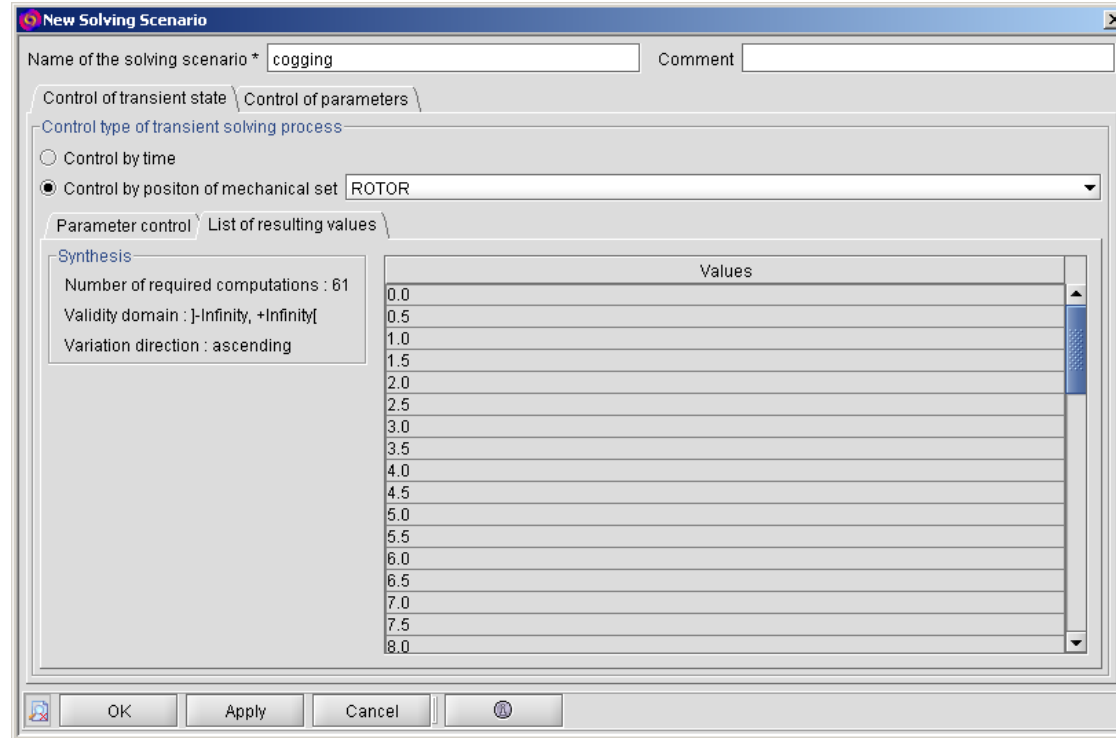 New Solving Scenario
Name of the solving scenario * cogging Comment
Control of transient state Control of parameters
Control type of transient solving process
Control by time
Control by positon of mechanical set ROTOR
Parameter control List of resulting values
Synthesis
Number of required computations : 61
Validity domain : ]-Infinity, +Infinity[
Variation direction : ascending
Values
0.0
0.5
1.0
1.5
2.0
2.5
3.0
3.5
4.0
4.5
5.0
5.5
6.0
6.5
7.0
7.5
8.0
OK Apply Cancel